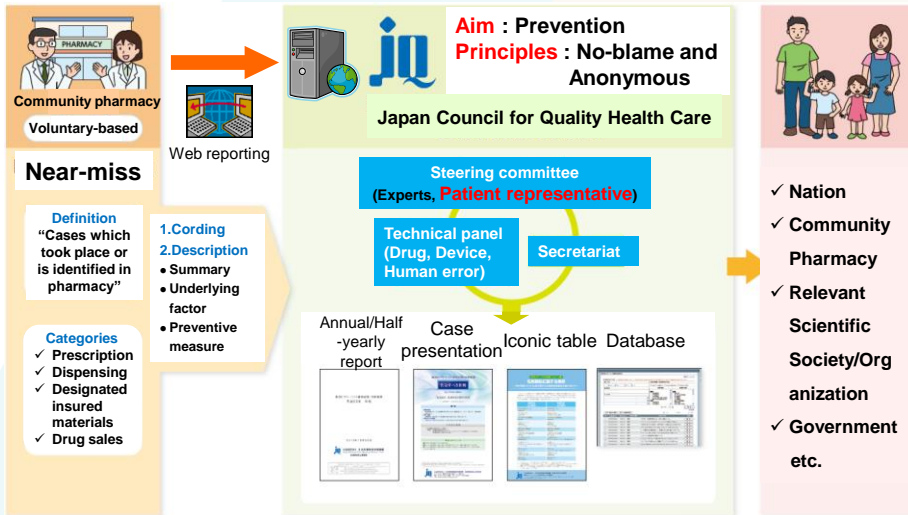 PHARMACY
Community pharmacy
Voluntary-based
Near-miss
Definition
“Cases which
took place or
is identified in
pharmacy”
Categories
✓ Prescription
✓ Dispensing
✓ Designated
insured
materials
✓ Drug sales
Web reporting
1.Cording
2.Description
• Summary
• Underlying
factor
• Preventive
measure
jq
Aim : Prevention
Principles : No-blame and
Anonymous
Japan Council for Quality Health Care
Steering committee
(Experts, Patient representative)
Technical panel
(Drug, Device,
Human error)
Secretariat
Annual/Half
-yearly
report
Case
presentation
Iconic table
Database
jq
jq
jq
✓ Nation
✓ Community
Pharmacy
✓ Relevant
Scientific
Society/Org
anization
✓ Government
etc.